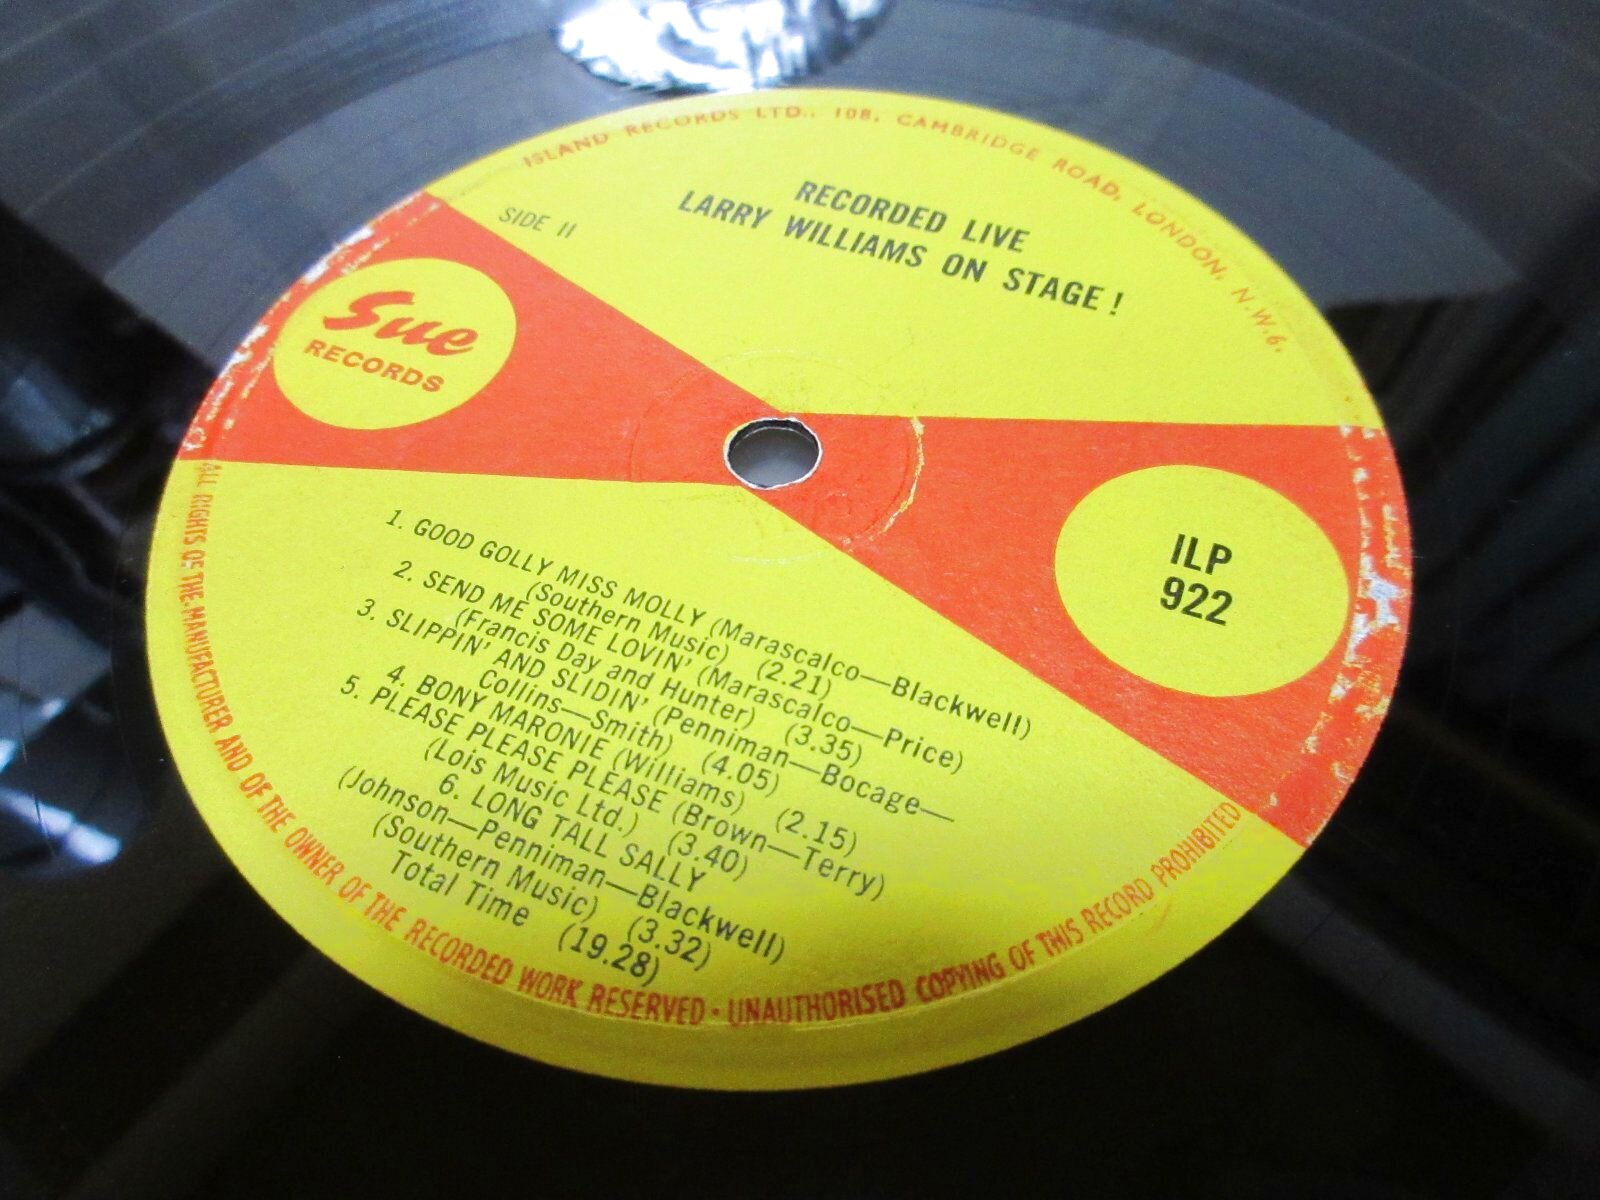 ISLAND RECORDS LTD., 108, CAMBRIDGE ROAD, LONDON, N.W.6.
RECORDED LIVE
LARRY WILLIAMS ON STAGE!
SIDE II
Sue
RECORDS
ILP
922
1. GOOD GOLLY MISS MOLLY (Marascalco—Blackwell)
(Southern Music) (2.21)
2. SEND ME SOME LOVIN' (Marascalco—Price)
(Francis Day and Hunter) (3.35)
3. SLIPPIN' AND SLIDIN' (Penniman—Bocage—
Collins—Smith) (4.05)
4. BONY MARONIE (Williams) (2.15)
5. PLEASE PLEASE PLEASE (Brown—Terry)
(Lois Music Ltd.) (3.40)
6. LONG TALL SALLY
(Johnson—Penniman—Blackwell)
(Southern Music) (3.32)
Total Time (19.28)
ALL RIGHTS OF THE MANUFACTURER AND OF THE OWNER OF THE RECORDED WORK RESERVED · UNAUTHORISED COPYING OF THIS RECORD PROHIBITED